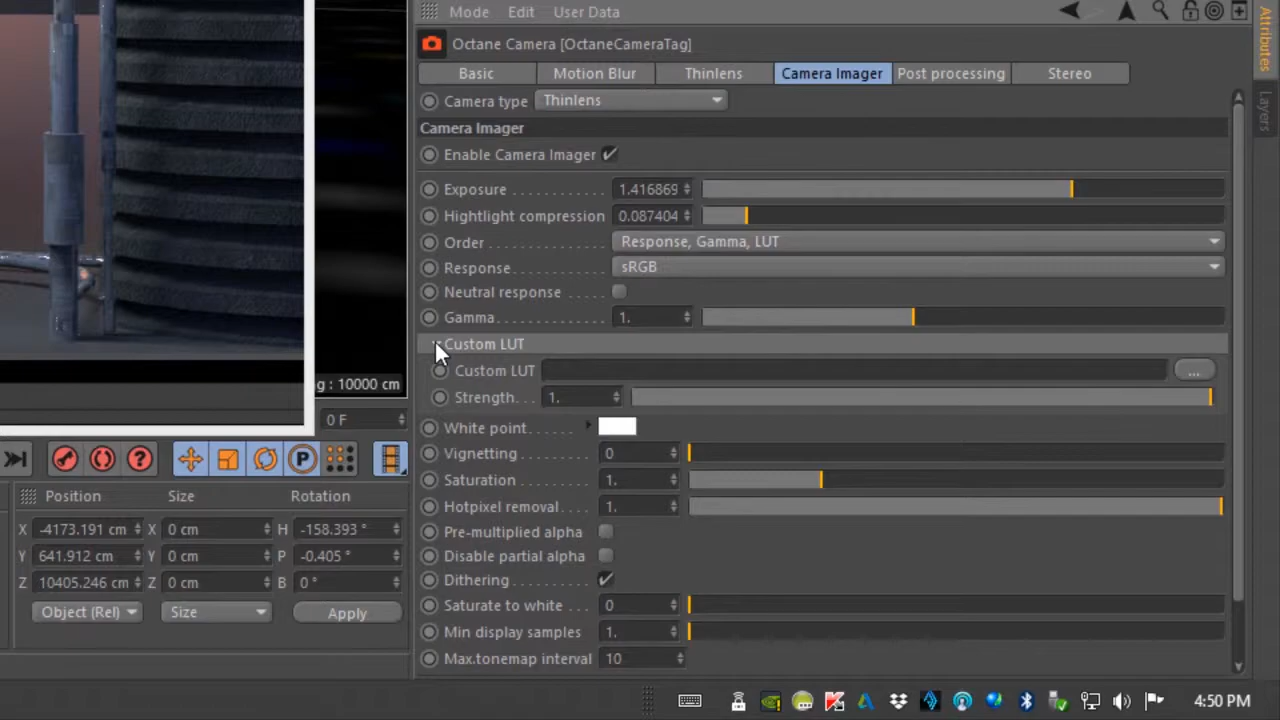 Mode Edit User Data
Octane Camera [OctaneCameraTag]
Basic Motion Blur Thinlens Camera Imager Post processing Stereo
Camera type Thinlens
Camera Imager
Enable Camera Imager
Exposure 1.416869
Hightlight compression 0.087404
Order Response, Gamma, LUT
Response sRGB
Neutral response
Gamma 1.
Custom LUT
Custom LUT ...
Strength 1.
White point
Vignetting 0
Saturation 1.
Hotpixel removal 1.
Pre-multiplied alpha
Disable partial alpha
Dithering
Saturate to white 0
Min display samples 1.
Max.tonemap interval 10
Attributes
Layers
g : 10000 cm
0 F
P
Position Size Rotation
X -4173.191 cm X 0 cm H -158.393 °
Y 641.912 cm Y 0 cm P -0.405 °
Z 10405.246 cm Z 0 cm B 0 °
Object (Rel) Size Apply
4:50 PM